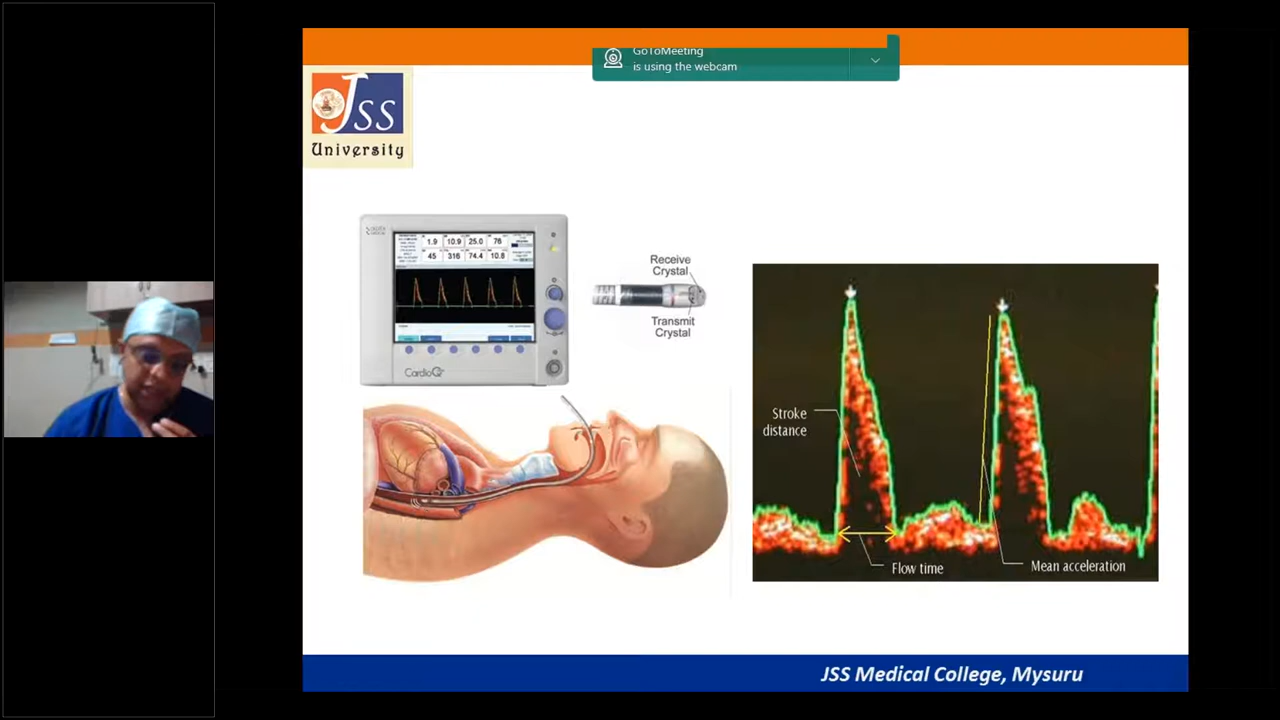 GoToMeeting
is using the webcam
JSS
University
1.9 10.9 25.0 76
45 316 74.4 10.8
CardioQ
Receive
Crystal
Transmit
Crystal
Stroke
distance
Flow time
Mean acceleration
JSS Medical College, Mysuru